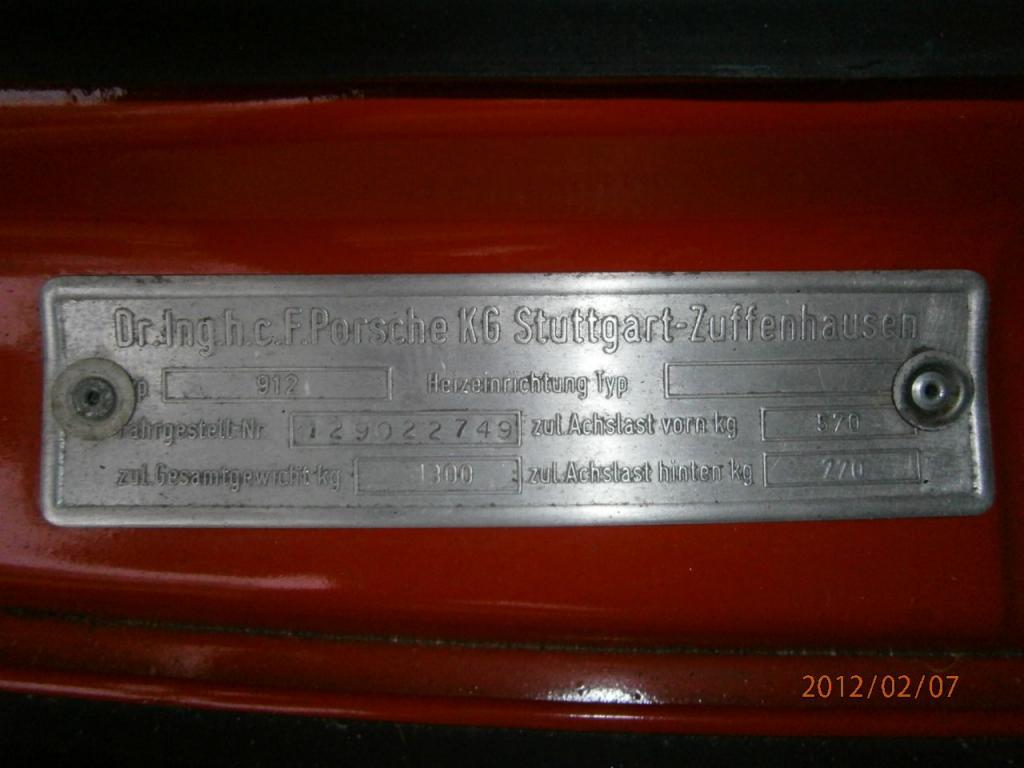 Dr.Ing.h.c.F.Porsche KG Stuttgart-Zuffenhausen
912 Heizeinrichtung Typ
Fahrgestell-Nr 129022749 zul.Achslast vorn kg 570
zul.Gesamtgewicht kg 1300 zul.Achslast hinten kg 770
2012/02/07